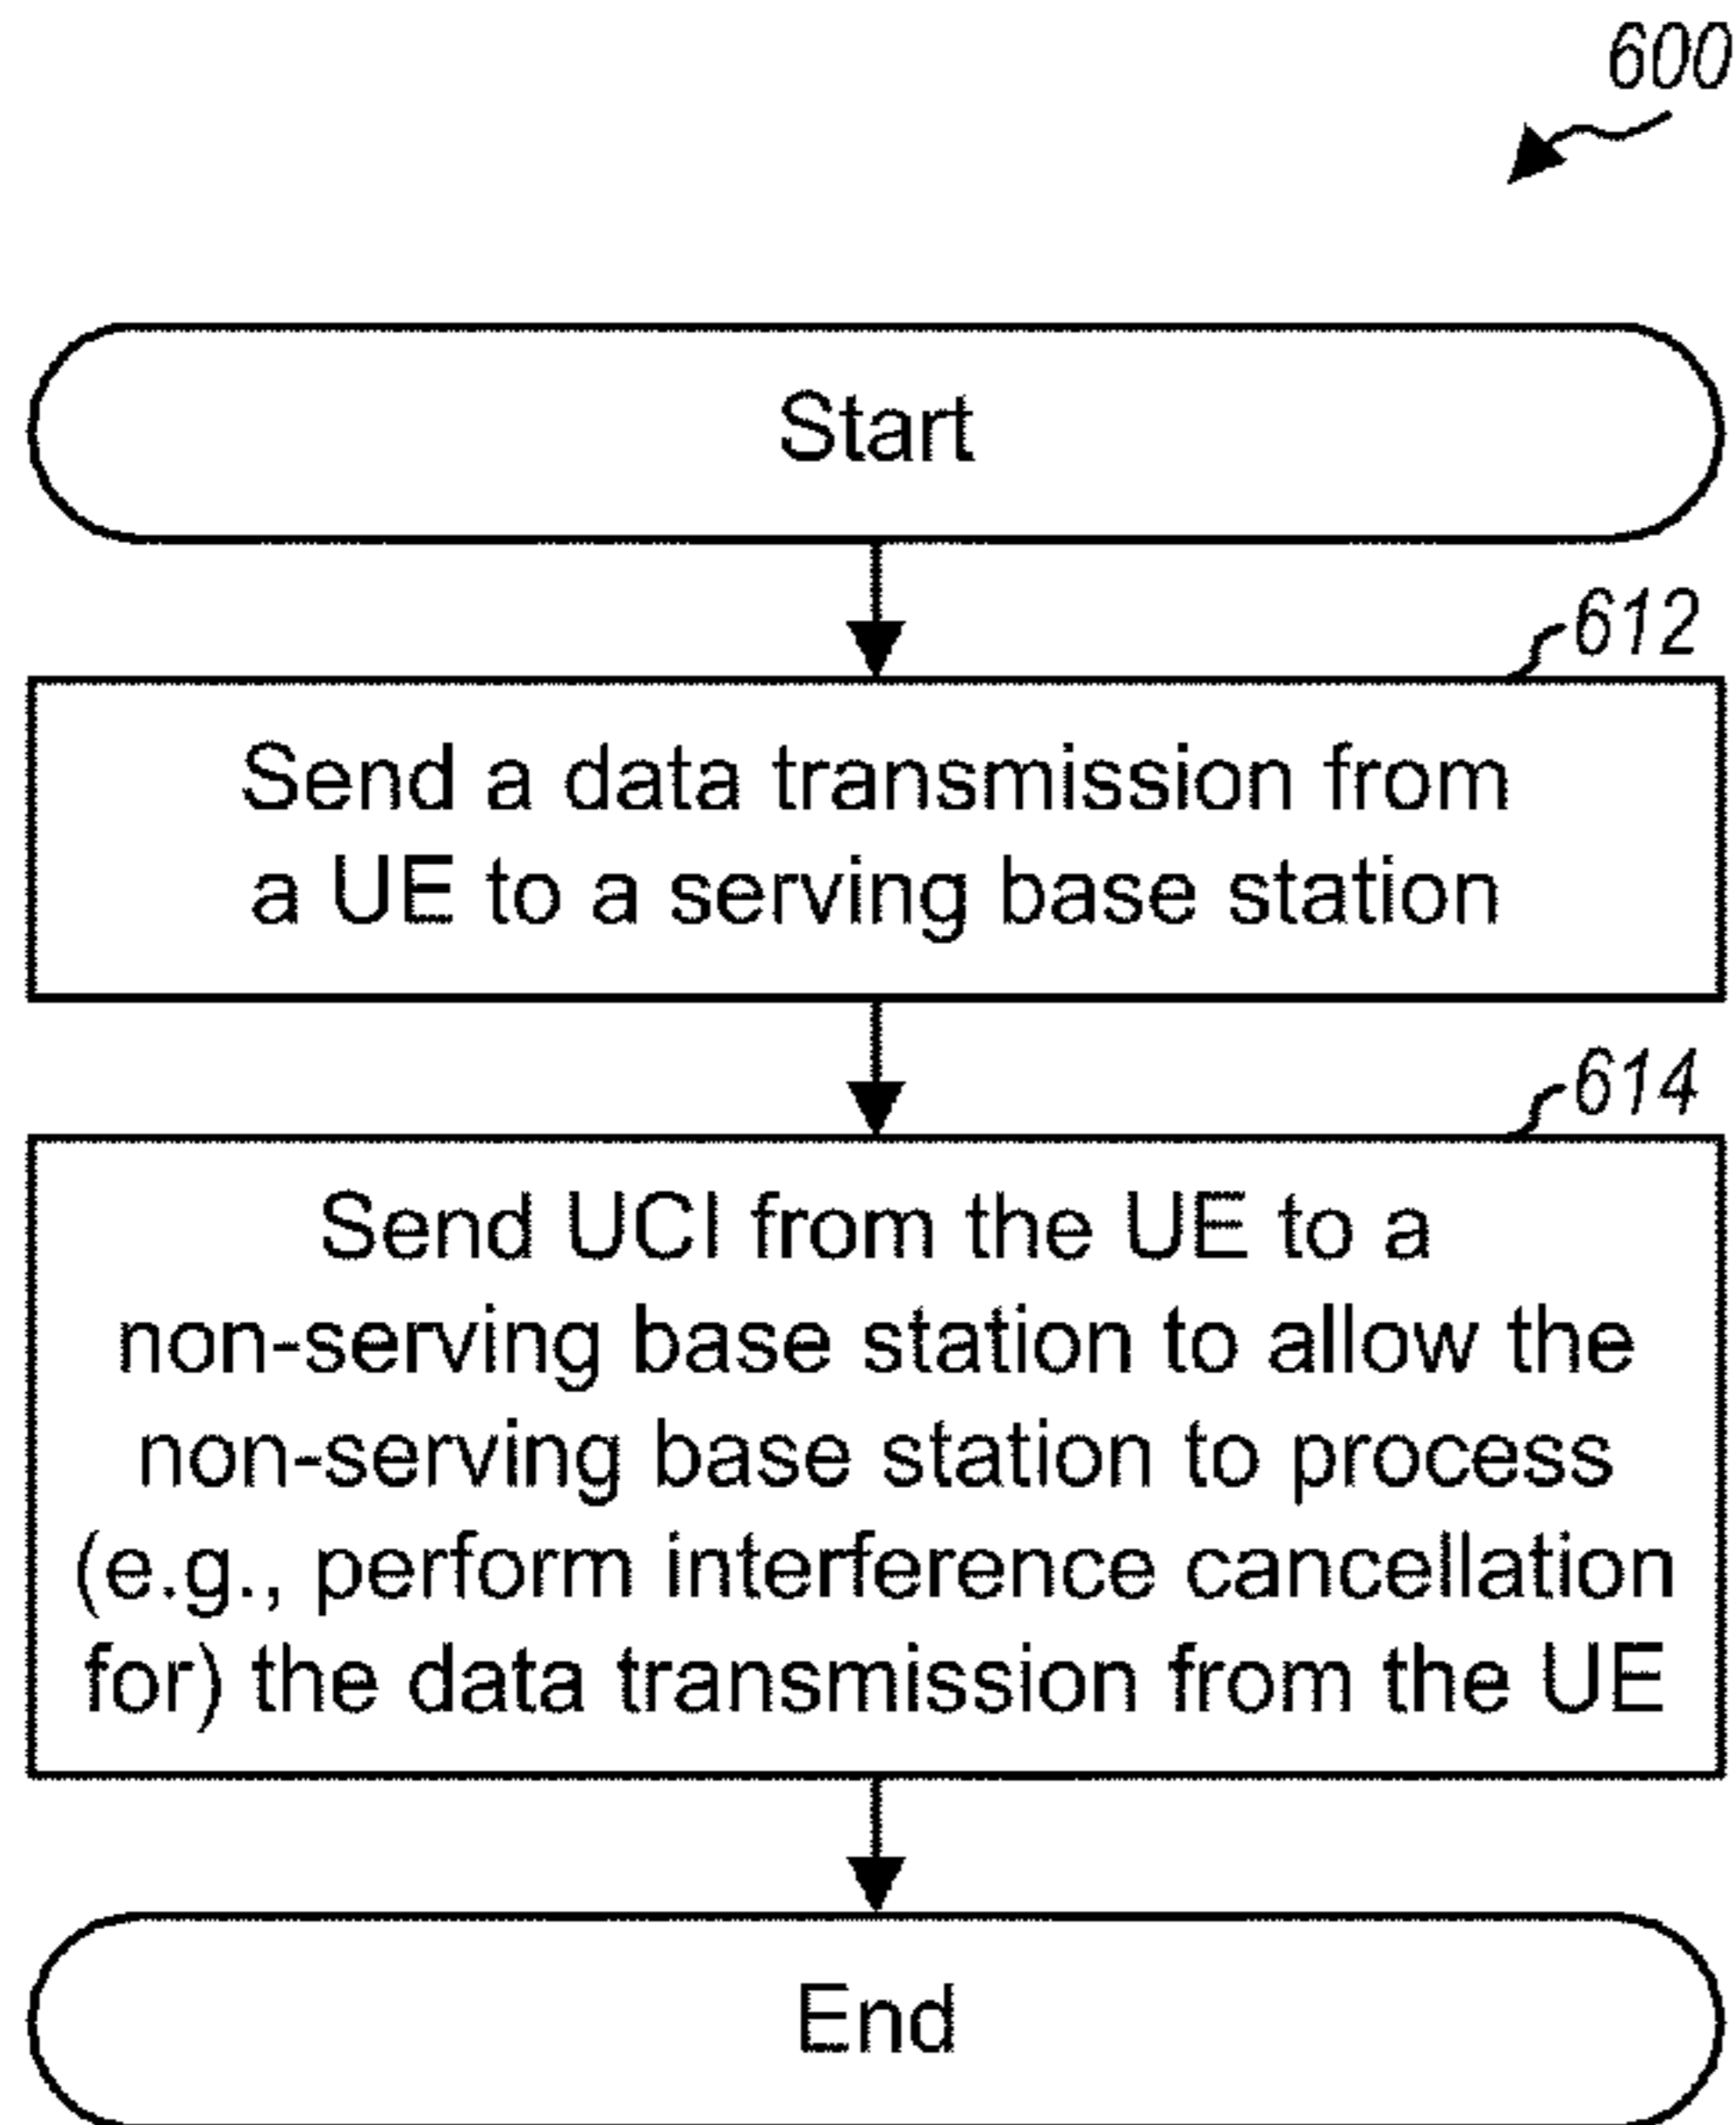 600
Start
612
Send a data transmission from
a UE to a serving base station
614
Send UCI from the UE to a
non-serving base station to allow the
non-serving base station to process
(e.g., perform interference cancellation
for) the data transmission from the UE
End